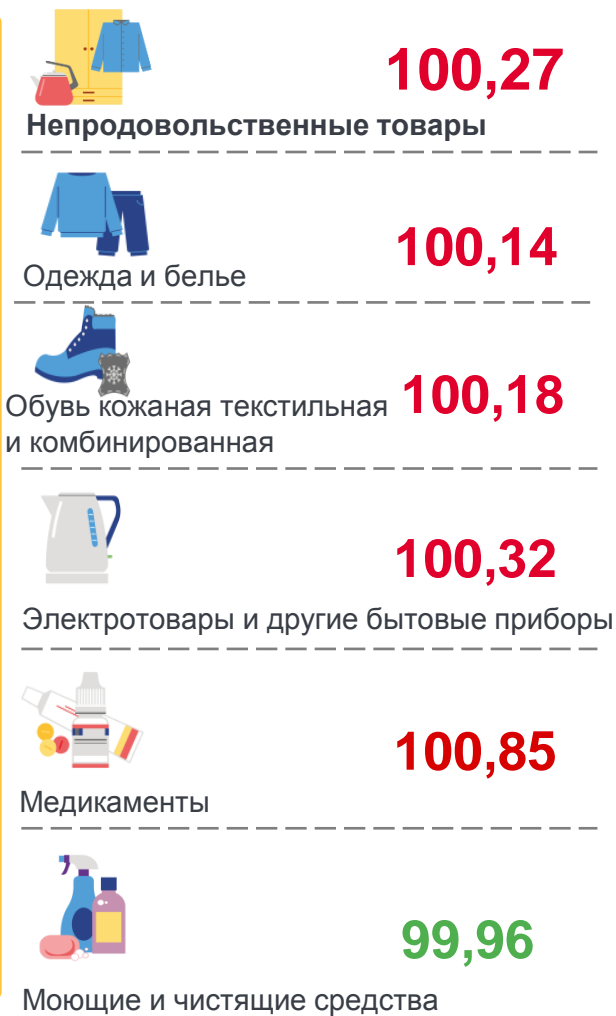 100,27
Непродовольственные товары
100,14
Одежда и белье
100,18
Обувь кожаная текстильная
и комбинированная
100,32
Электротовары и другие бытовые приборы
100,85
Медикаменты
99,96
Моющие и чистящие средства